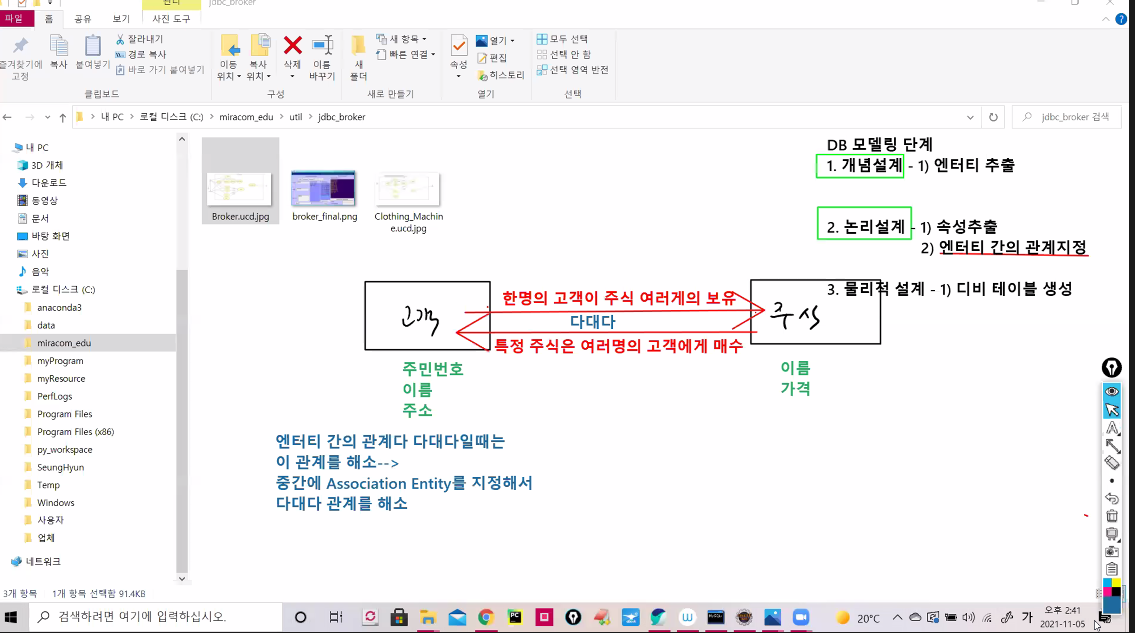 관리
jdbc_broker
파일
홈
공유
보기
사진 도구
즐겨찾기에
고정
복사
붙여넣기
잘라내기
경로 복사
바로 가기 붙여넣기
클립보드
이동
위치
복사
위치
삭제
이름
바꾸기
구성
새
폴더
새 항목
빠른 연결
새로 만들기
속성
열기
편집
히스토리
열기
모두 선택
선택 안 함
선택 영역 반전
선택
내 PC > 로컬 디스크 (C:) > miracom_edu > util > jdbc_broker
jdbc_broker 검색
내 PC
3D 개체
다운로드
동영상
문서
바탕 화면
사진
음악
로컬 디스크 (C:)
anaconda3
data
miracom_edu
myProgram
myResource
PerfLogs
Program Files
Program Files (x86)
py_workspace
SeungHyun
Temp
Windows
사용자
업체
네트워크
Broker.ucd.jpg
broker_final.png
Clothing_Machin
e.ucd.jpg
DB 모델링 단계
1. 개념설계 - 1) 엔터티 추출
2. 논리설계 - 1) 속성추출
2) 엔터티 간의 관계지정
3. 물리적 설계 - 1) 디비 테이블 생성
고객
한명의 고객이 주식 여러게의 보유
다대다
특정 주식은 여러명의 고객에게 매수
주식
주민번호
이름
주소
이름
가격
엔터티 간의 관계다 다대다일때는
이 관계를 해소-->
중간에 Association Entity를 지정해서
다대다 관계를 해소
3개 항목
1개 항목 선택함 91.4KB
검색하려면 여기에 입력하십시오.
20°C
가
오후 2:41
2021-11-05